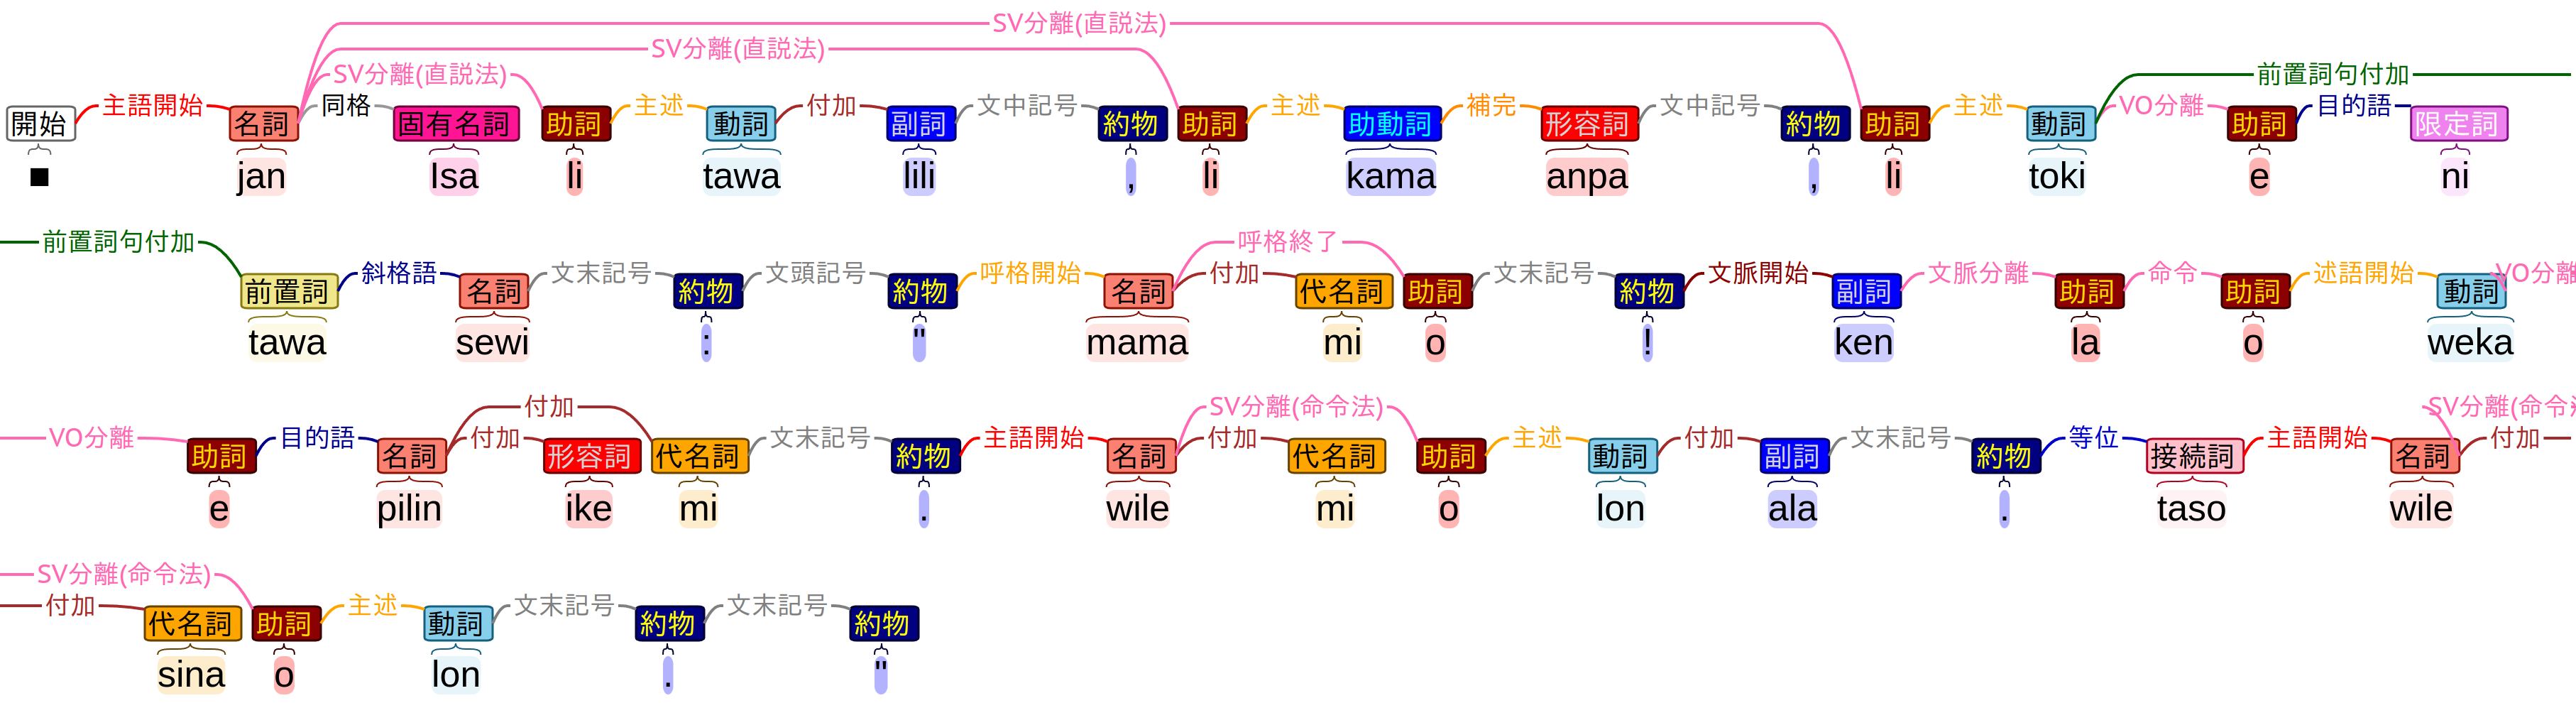 SV分離(直説法)
SV分離(直説法)
SV分離(直説法) 前置詞句付加
開始 主語開始 名詞 同格 固有名詞 助詞 主述 動詞 付加 副詞 文中記号 約物 助詞 主述 助動詞 補完 形容詞 文中記号 約物 助詞 主述 動詞 VO分離 助詞 目的語 限定詞
■ jan Isa li tawa lili , li kama anpa , li toki e ni
前置詞句付加 呼格終了
前置詞 斜格語 名詞 文末記号 約物 文頭記号 約物 呼格開始 名詞 付加 代名詞 助詞 文末記号 約物 文脈開始 副詞 文脈分離 助詞 命令 助詞 述語開始 動詞 VO分離
tawa sewi : " mama mi o ! ken la o weka
付加 SV分離(命令法) SV分離(命令法
VO分離 助詞 目的語 名詞 付加 形容詞 代名詞 文末記号 約物 主語開始 名詞 付加 代名詞 助詞 主述 動詞 付加 副詞 文末記号 約物 等位 接続詞 主語開始 名詞 付加
e pilin ike mi . wile mi o lon ala . taso wile
SV分離(命令法)
付加 代名詞 助詞 主述 動詞 文末記号 約物 文末記号 約物
sina o lon . "